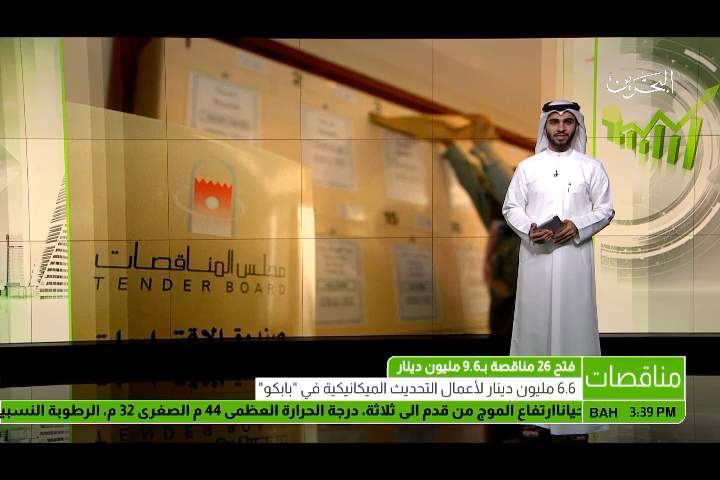 البحرين
مجلس المناقصات
TENDER BOARD
مناقصات
فتح 26 مناقصة بـ9.6 مليون دينار
6.6 مليون دينار لأعمال التحديث الميكانيكية في "بابكو"
BAH 3:39 PM
حياناارتفاع الموج من قدم الى ثلاثة، درجة الحرارة العظمى 44 م الصغرى 32 م، الرطوبة النسبي